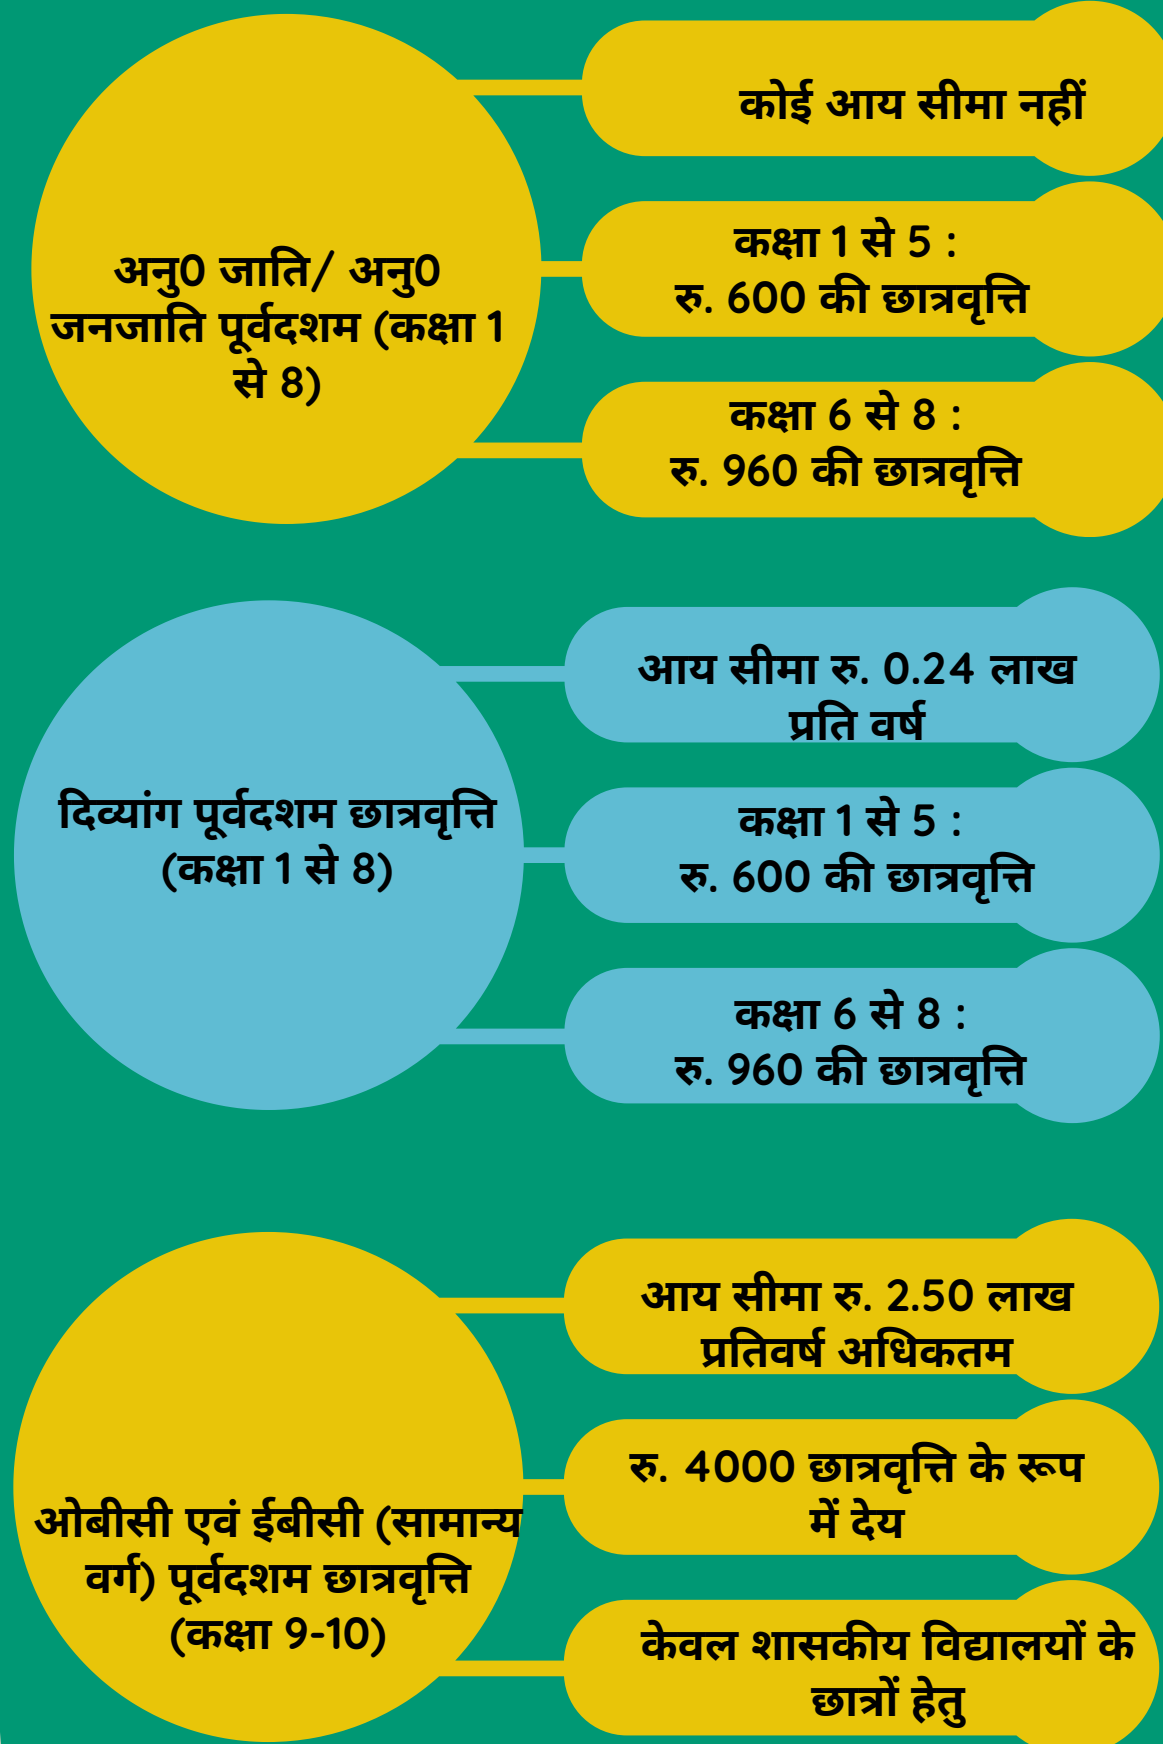 कोई आय सीमा नहीं
अनु0 जाति/ अनु0
जनजाति पूर्वदशम (कक्षा 1
से 8)
कक्षा 1 से 5 :
रु. 600 की छात्रवृत्ति
कक्षा 6 से 8 :
रु. 960 की छात्रवृत्ति
आय सीमा रु. 0.24 लाख
प्रति वर्ष
दिव्यांग पूर्वदशम छात्रवृत्ति
(कक्षा 1 से 8)
कक्षा 1 से 5 :
रु. 600 की छात्रवृत्ति
कक्षा 6 से 8 :
रु. 960 की छात्रवृत्ति
आय सीमा रु. 2.50 लाख
प्रतिवर्ष अधिकतम
ओबीसी एवं ईबीसी (सामान्य
वर्ग) पूर्वदशम छात्रवृत्ति
(कक्षा 9-10)
रु. 4000 छात्रवृत्ति के रूप
में देय
केवल शासकीय विद्यालयों के
छात्रों हेतु